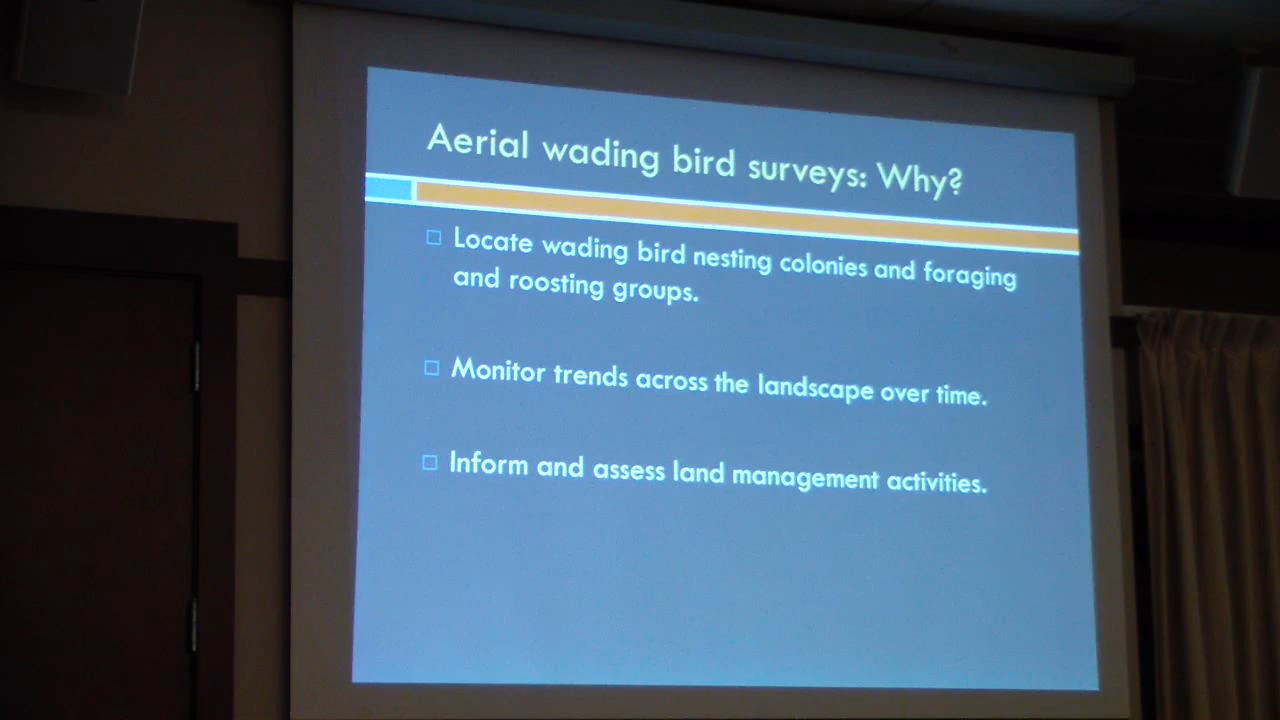 Aerial wading bird surveys: Why?
Locate wading bird nesting colonies and foraging
and roosting groups.
Monitor trends across the landscape over time.
Inform and assess land management activities.